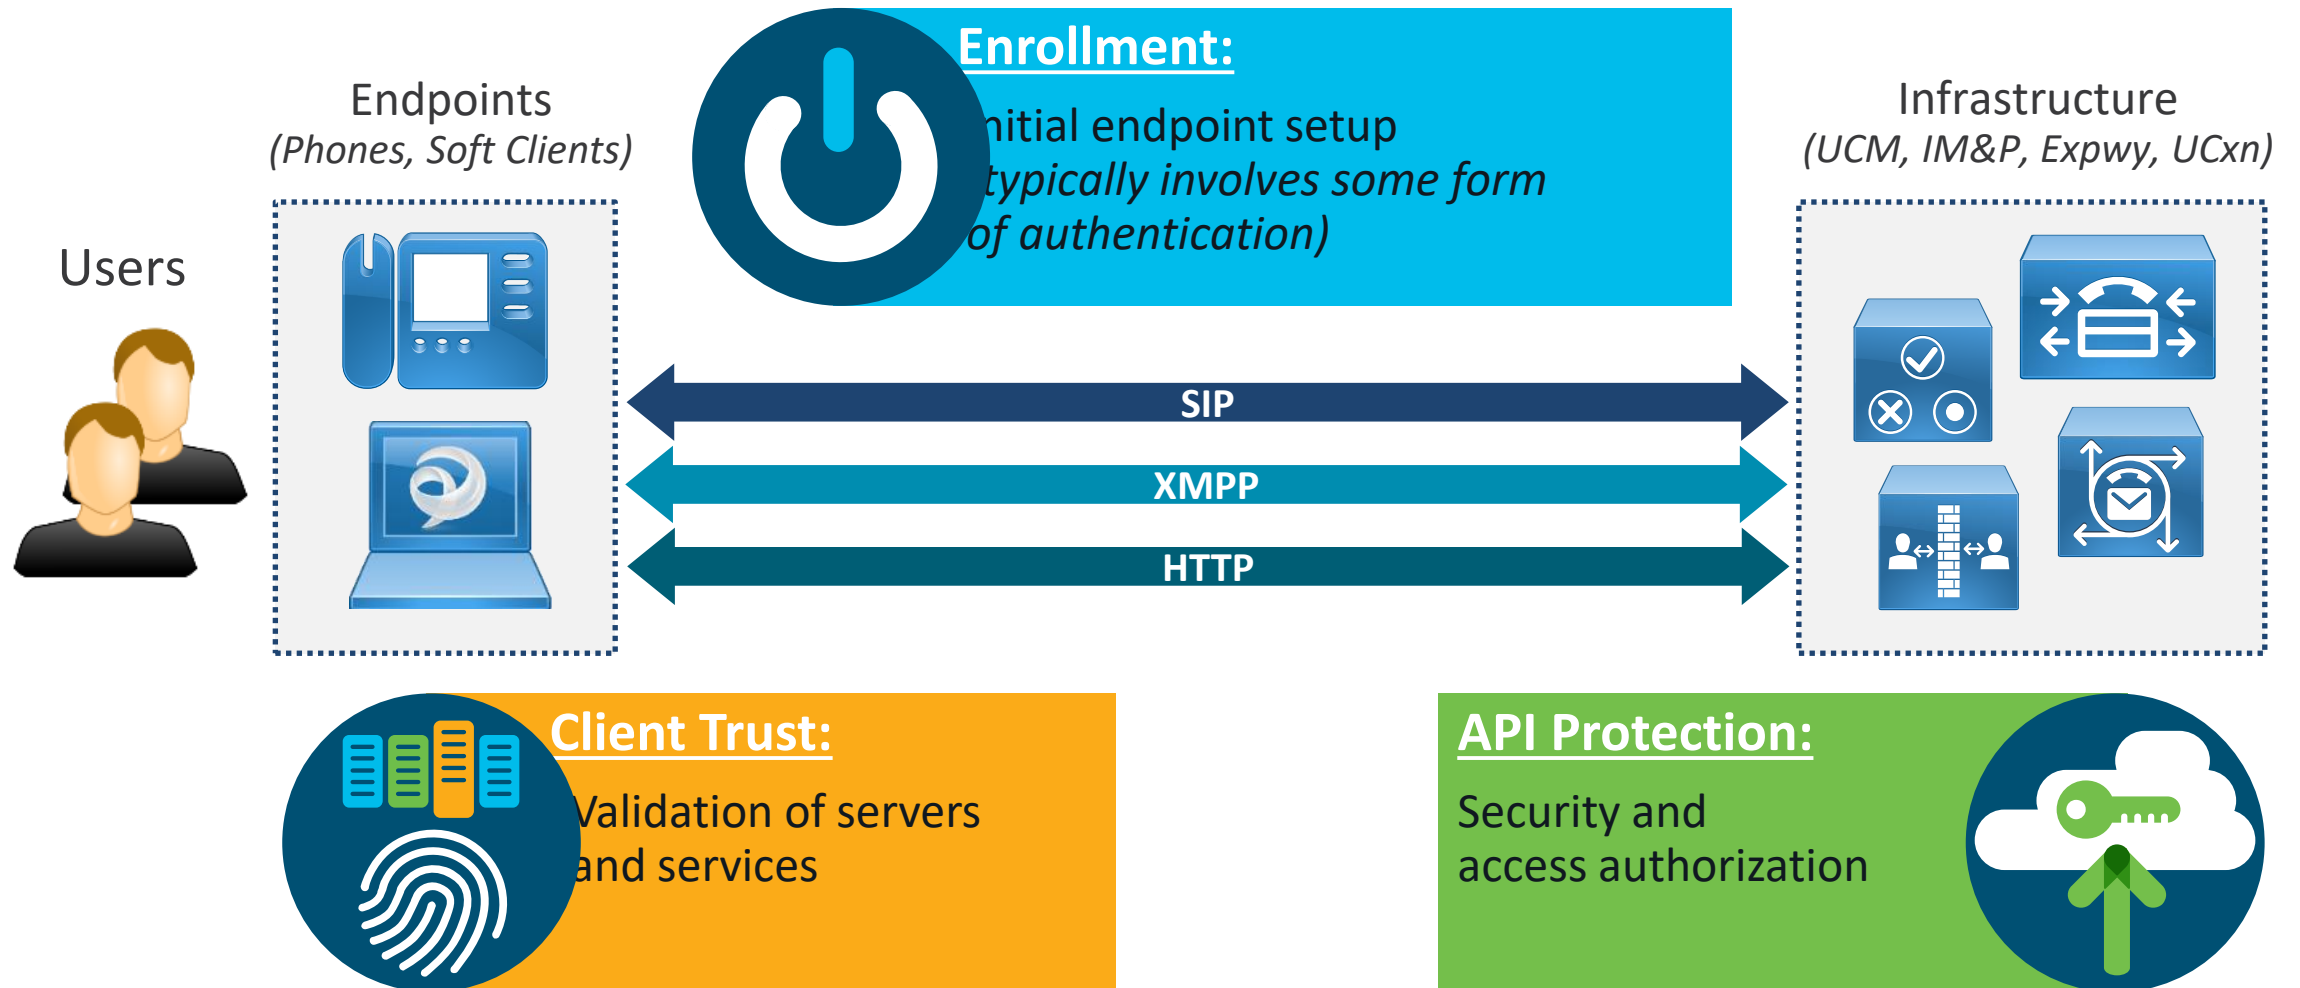 Enrollment:
nitial endpoint setup
typically involves some form
of authentication)
Endpoints
(Phones, Soft Clients)
Infrastructure
(UCM, IM&P, Expwy, UCxn)
Users
SIP
XMPP
HTTP
Client Trust:
Validation of servers
and services
API Protection:
Security and
access authorization